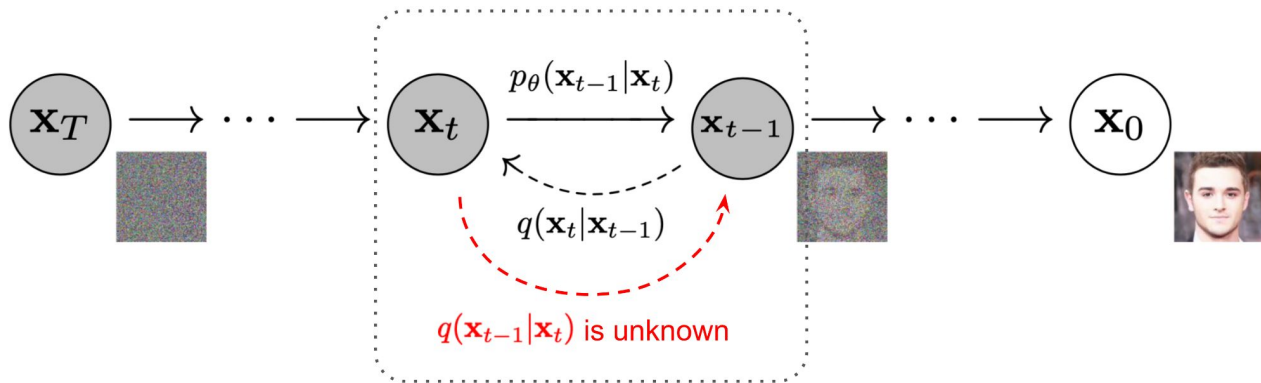 p_θ(𝐱_{t−1}|𝐱_t)
𝐱_T → ⋯ → 𝐱_t → 𝐱_{t−1} → ⋯ → 𝐱_0
q(𝐱_t|𝐱_{t−1})
q(𝐱_{t−1}|𝐱_t) is unknown